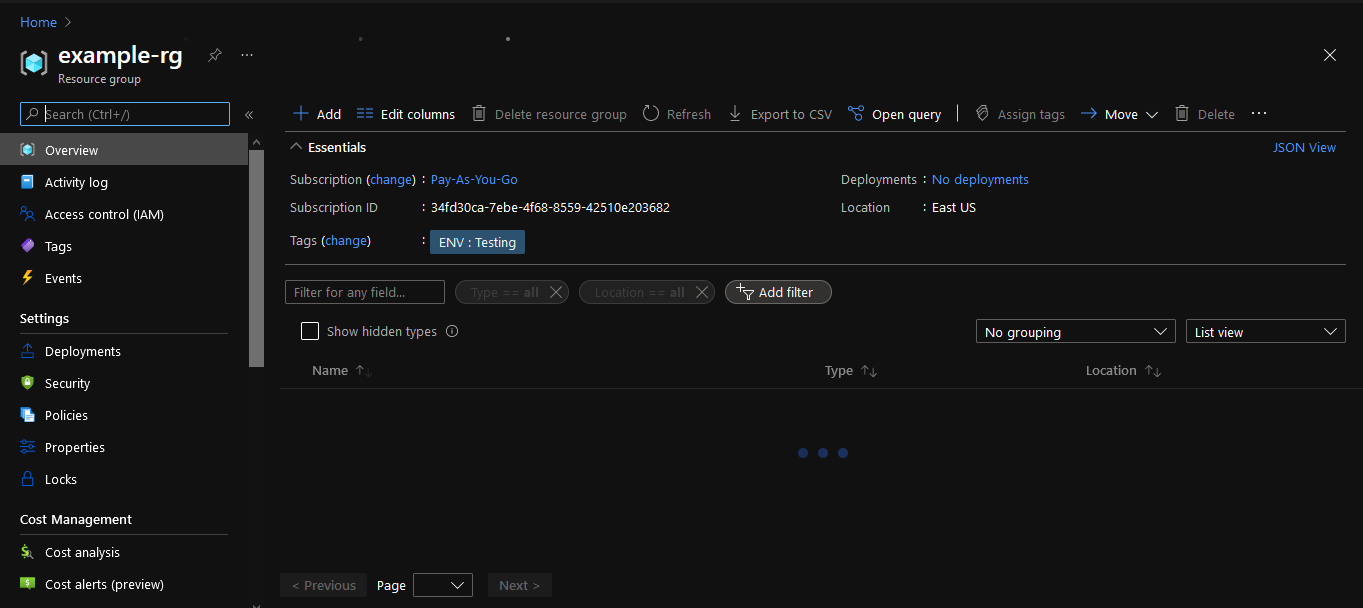 Home
example-rg
Resource group
Search (Ctrl+/)
Overview
Activity log
Access control (IAM)
Tags
Events
Settings
Deployments
Security
Policies
Properties
Locks
Cost Management
Cost analysis
Cost alerts (preview)
Add Edit columns Delete resource group Refresh Export to CSV Open query Assign tags Move Delete
Essentials JSON View
Subscription (change) : Pay-As-You-Go Deployments : No deployments
Subscription ID : 34fd30ca-7ebe-4f68-8559-42510e203682 Location : East US
Tags (change) : ENV : Testing
Filter for any field... Type == all Location == all Add filter
Show hidden types No grouping List view
Name Type Location
< Previous Page Next >